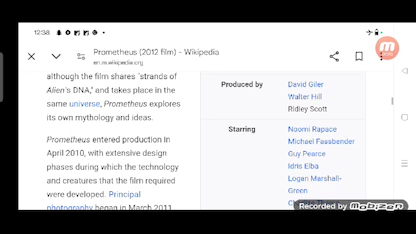 12:38
Prometheus (2012 film) - Wikipedia
en.m.wikipedia.org
although the film shares "strands of
Alien's DNA," and takes place in the
same universe, Prometheus explores
its own mythology and ideas.
Prometheus entered production in
April 2010, with extensive design
phases during which the technology
and creatures that the film required
were developed. Principal
photography began in March 2011
Produced by
David Giler
Walter Hill
Ridley Scott
Starring
Noomi Rapace
Michael Fassbender
Guy Pearce
Idris Elba
Logan Marshall-
Green
Recorded by mobizen